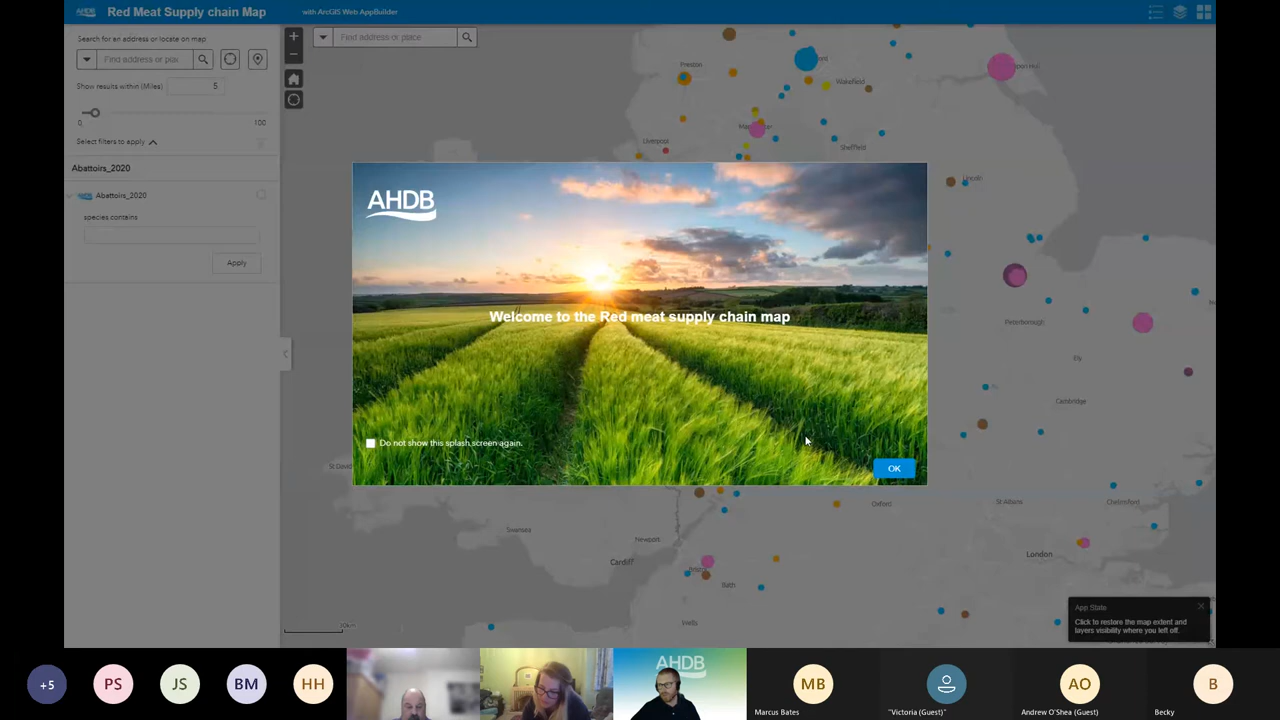 AHDB
Red Meat Supply chain Map
with ArcGIS Web AppBuilder
Search for an address or locate on map
Find address or plac
Show results within (Miles)
5
0
100
Select filters to apply
Abattoirs_2020
Abattoirs_2020
species contains
Apply
+
−
Find address or place
Preston
Wakefield
Liverpool
Sheffield
Lincoln
Peterborough
Ely
Cambridge
St David
Swansea
Newport
Cardiff
Bath
Wells
Oxford
St Albans
Chelmsford
London
AHDB
Welcome to the Red meat supply chain map
Do not show this splash screen again.
OK
App State
Click to restore the map extent and
layers visibility where you left off.
+5
PS
JS
BM
HH
AHDB
MB
Marcus Bates
"Victoria (Guest)"
AO
Andrew O'Shea (Guest)
B
Becky